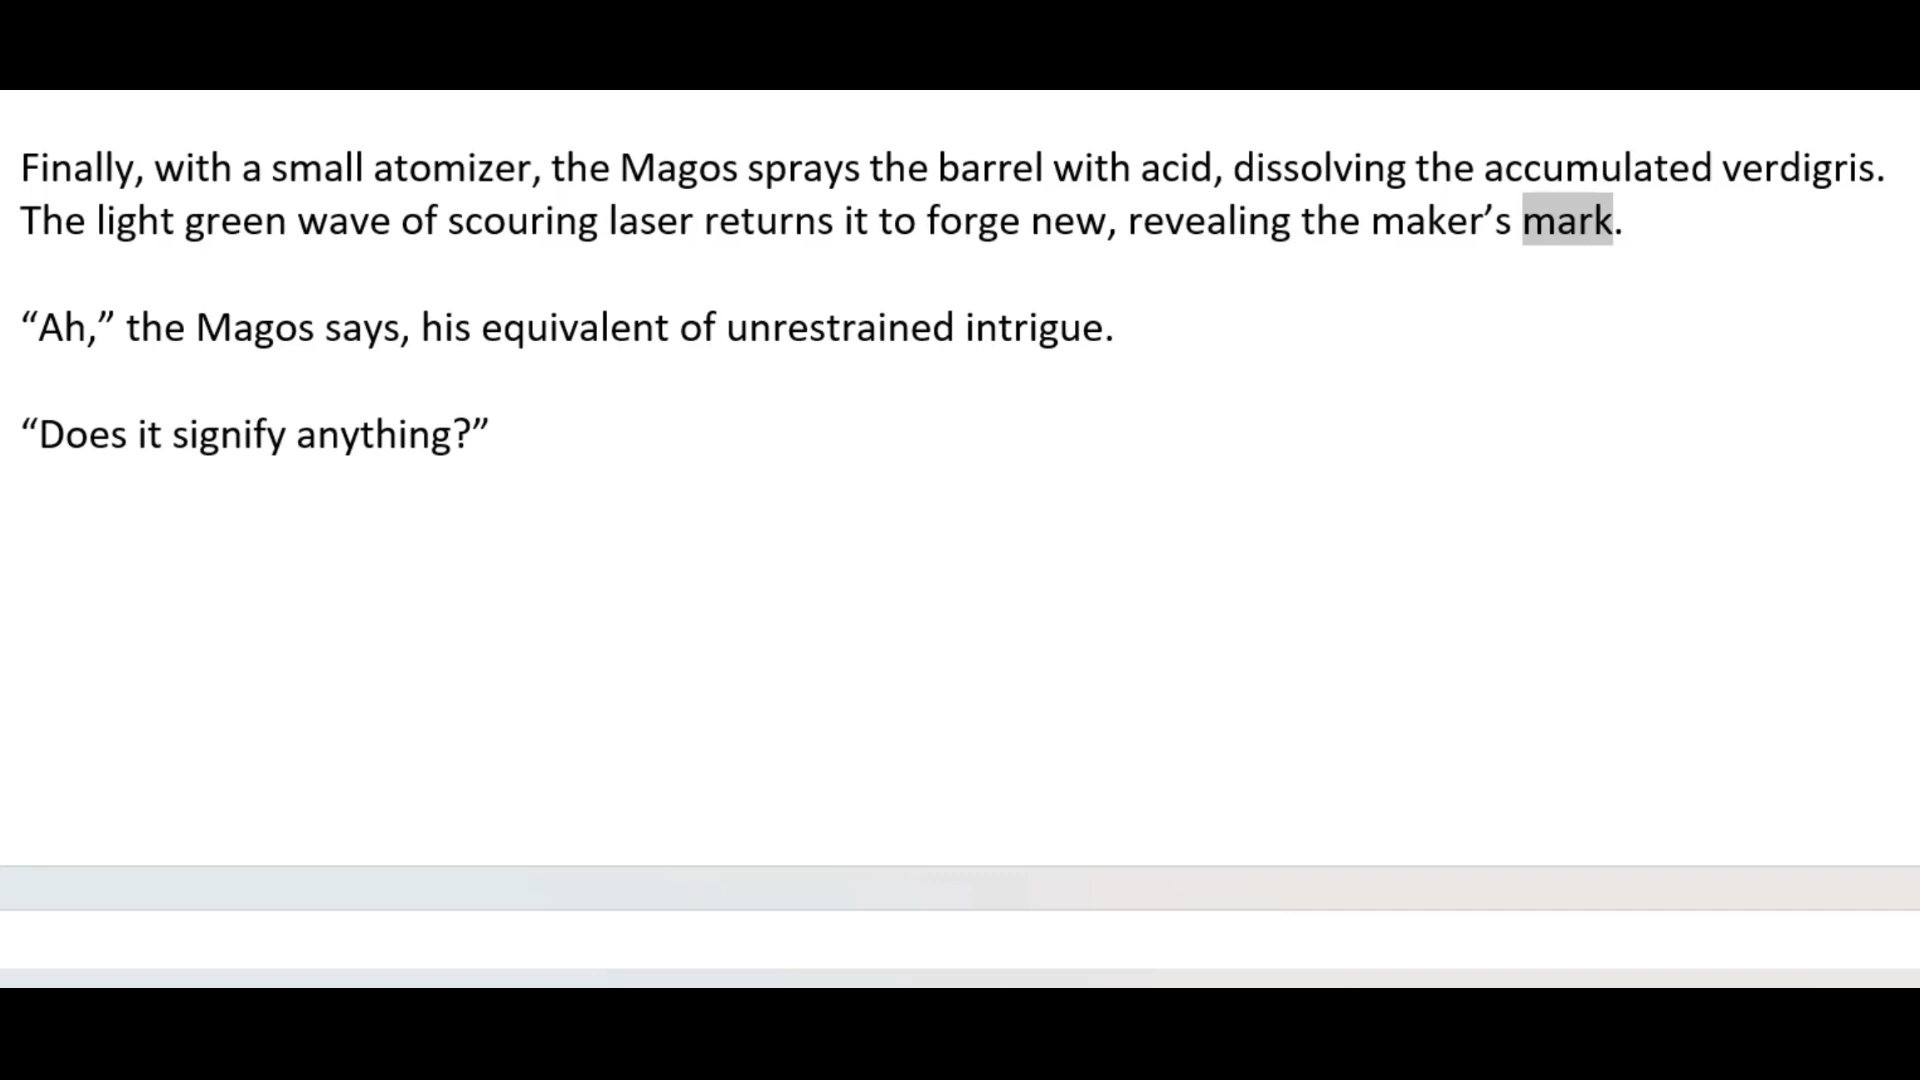 Finally, with a small atomizer, the Magos sprays the barrel with acid, dissolving the accumulated verdigris.
The light green wave of scouring laser returns it to forge new, revealing the maker’s mark.
“Ah,” the Magos says, his equivalent of unrestrained intrigue.
“Does it signify anything?”